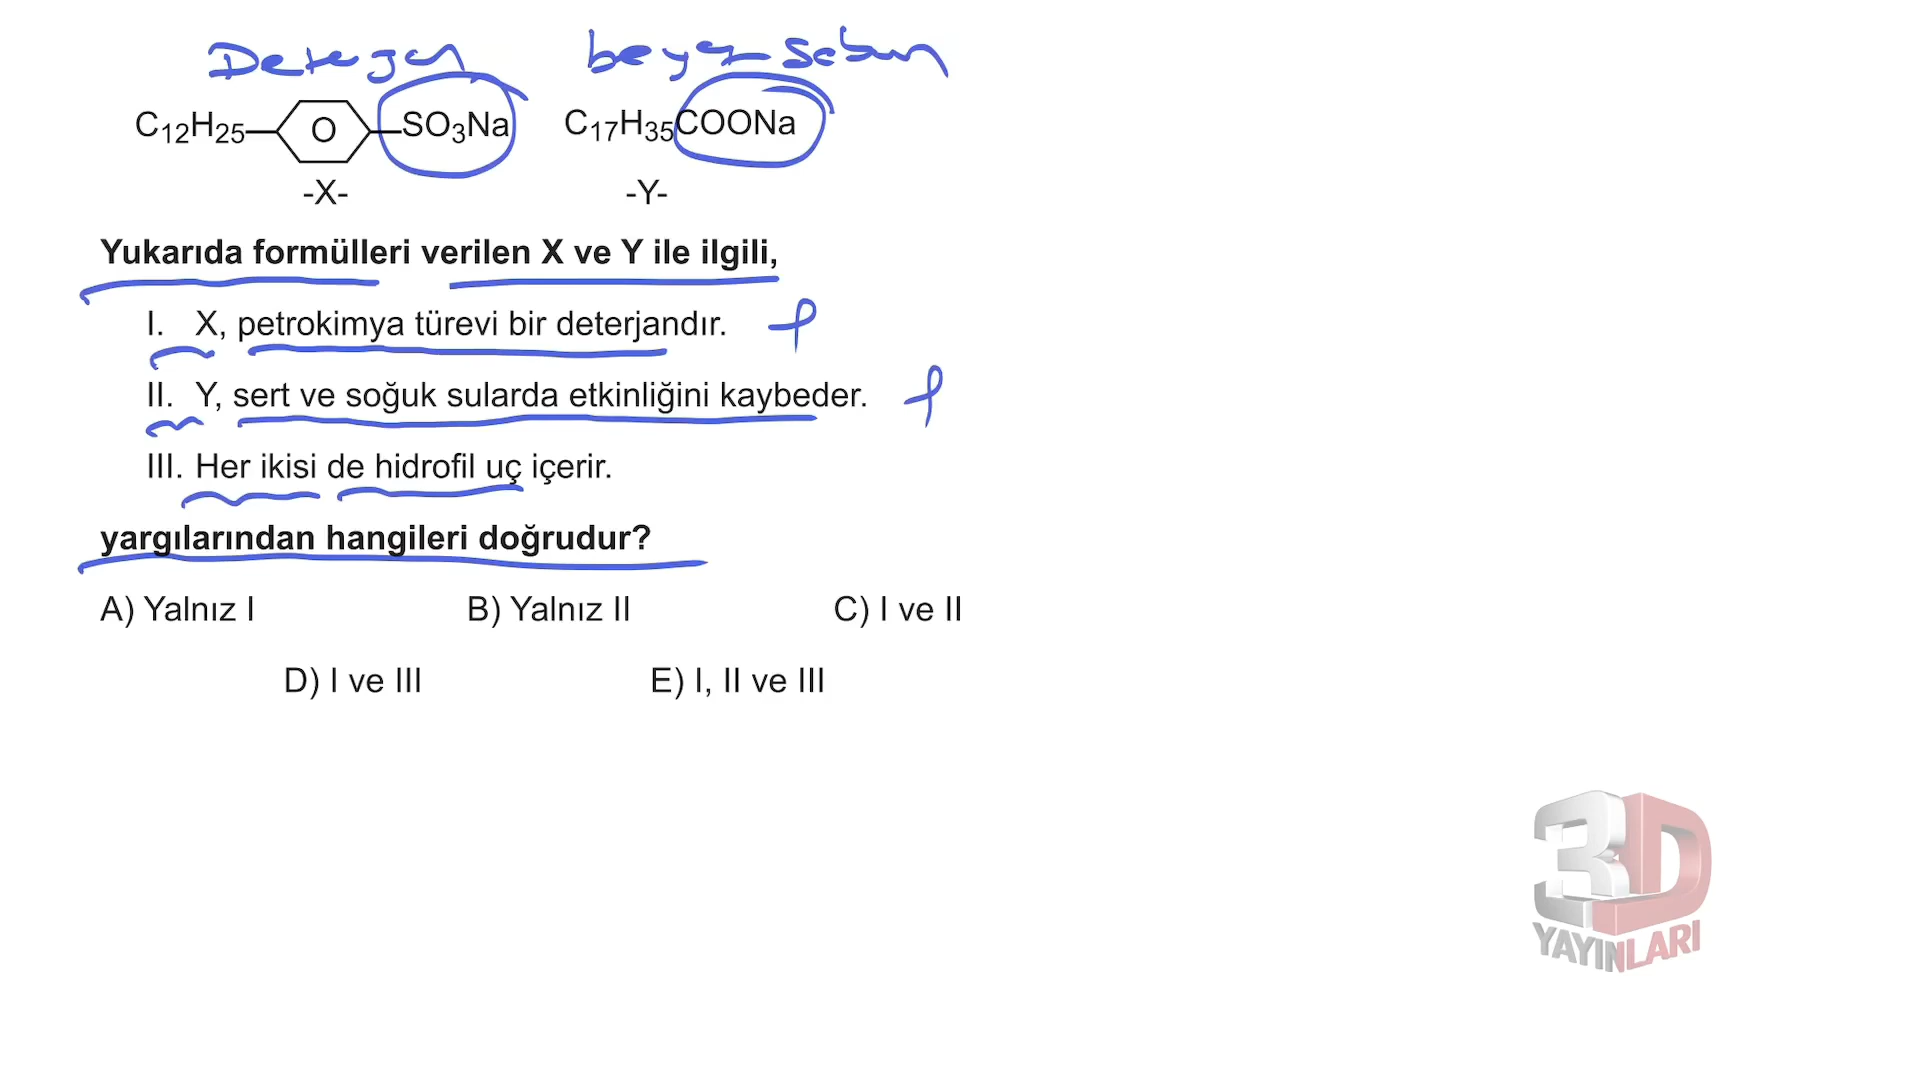 Deterjan beyaz sabun
C12H25 O SO3Na C17H35COONa
-X- -Y-
Yukarıda formülleri verilen X ve Y ile ilgili,
I. X, petrokimya türevi bir deterjandır.
II. Y, sert ve soğuk sularda etkinliğini kaybeder.
III. Her ikisi de hidrofil uç içerir.
yargılarından hangileri doğrudur?
A) Yalnız I B) Yalnız II C) I ve II
D) I ve III E) I, II ve III
3D
YAYINLARI